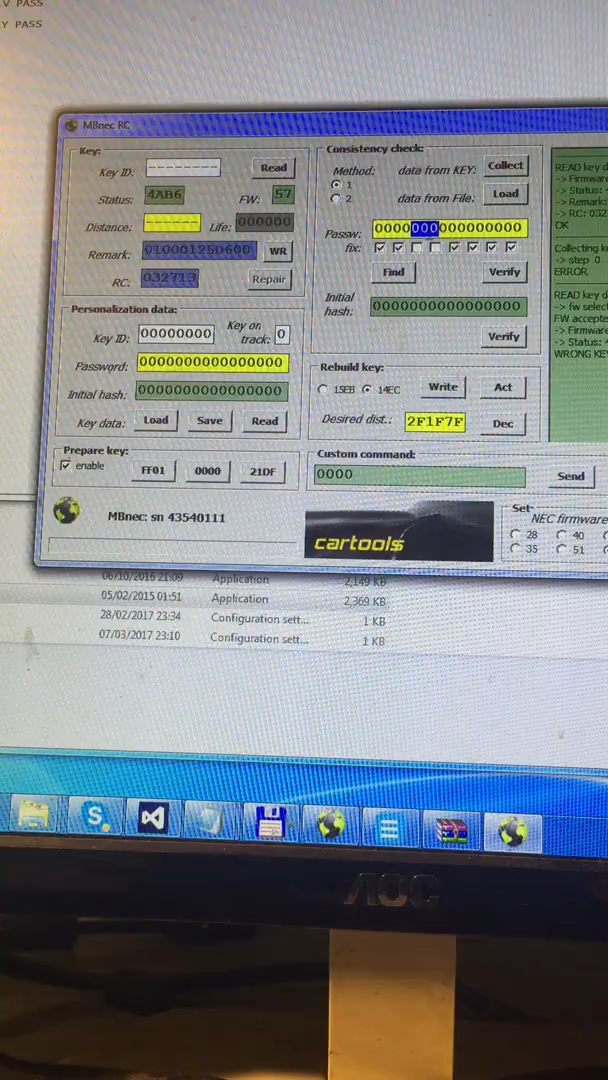 V PASS
Y PASS
MBnec RC
Key:
Key ID: -------- Read
Status: 4AB6 FW: 57
Distance: ------ Life: 000000
Remark: 01000125D600 WR
RC: 032713 Repair
Personalization data:
Key ID: 00000000 Key on track: 0
Password: 0000000000000000
Initial hash: 0000000000000000
Key data: Load Save Read
Prepare key:
enable FF01 0000 21DF
MBnec: sn 43540111
Consistency check:
Method: data from KEY: Collect
1
2 data from File: Load
Passw: 0000000000000000
fix:
Find Verify
Initial hash: 0000000000000000
Verify
Rebuild key:
15EB 14EC Write Act
Desired dist.: 2F1F7F Dec
Custom command:
0000 Send
cartools
Set
NEC firmware
28 40
35 51
READ key d
-> Firmware
-> Status:
-> Remark:
-> RC: 032
OK
Collecting k
-> step 0
ERROR
READ key d
-> fw selec
FW accepte
-> Firmware
-> Status: 4
WRONG KE
06/10/2016 21:09 Application 2,149 KB
05/02/2015 01:51 Application 2,369 KB
28/02/2017 23:34 Configuration sett... 1 KB
07/03/2017 23:10 Configuration sett... 1 KB
S
AOC